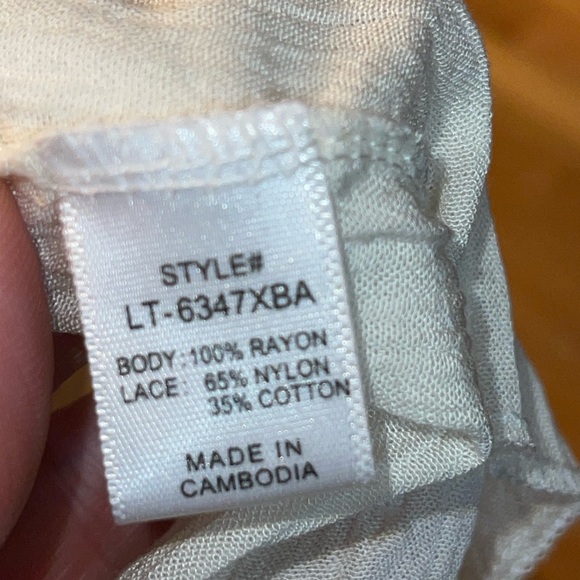 STYLE#
LT-6347XBA
BODY: 100% RAYON
LACE: 65% NYLON
35% COTTON
MADE IN
CAMBODIA